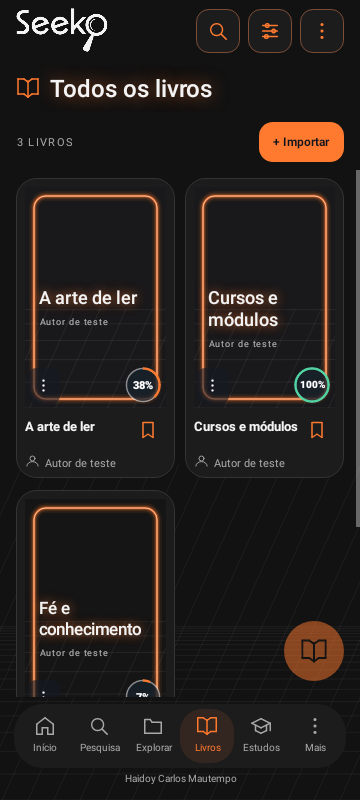 Seeko
Todos os livros
3 LIVROS
+ Importar
A arte de ler
Autor de teste
38%
Cursos e
módulos
Autor de teste
100%
A arte de ler
Autor de teste
Cursos e módulos
Autor de teste
Fé e
conhecimento
Autor de teste
7%
Início
Pesquisa
Explorar
Livros
Estudos
Mais
Haidoy Carlos Mautempo